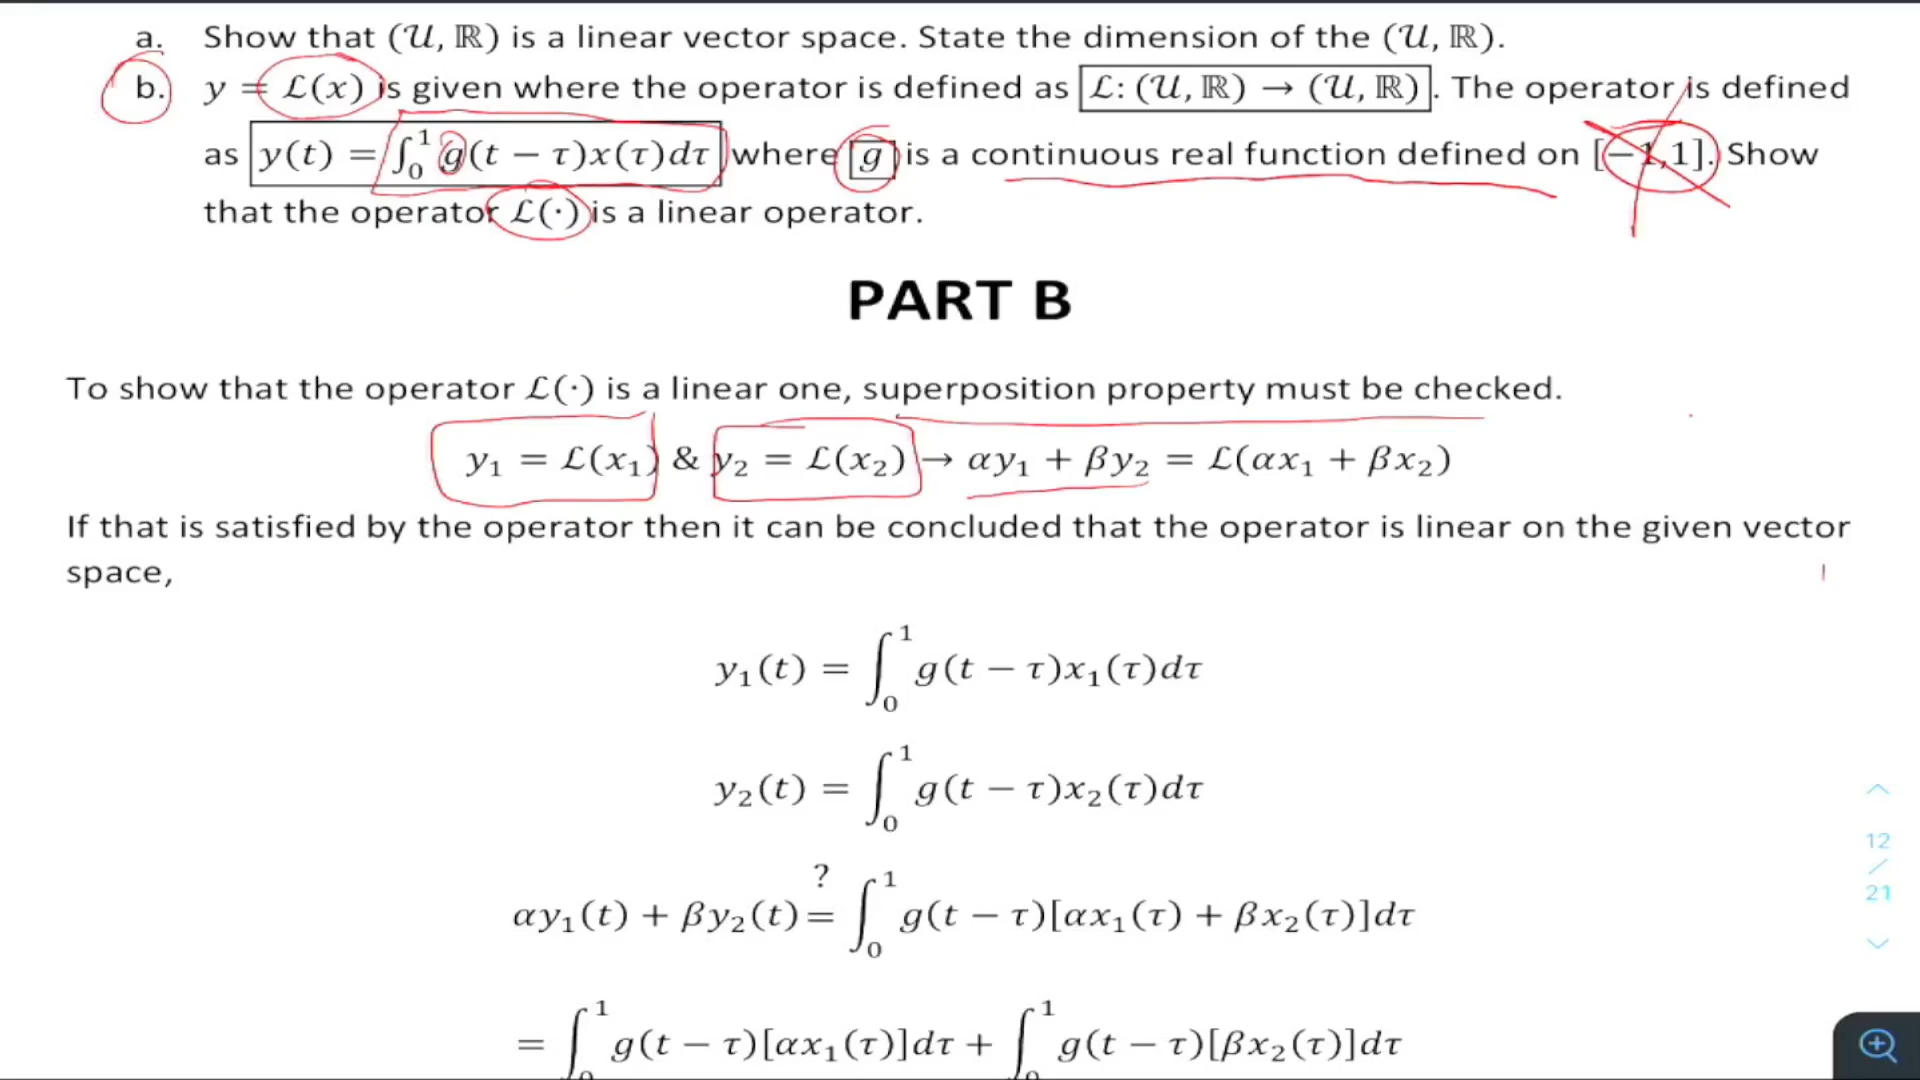 a. Show that (𝒰, ℝ) is a linear vector space. State the dimension of the (𝒰, ℝ).
b. y = ℒ(x) is given where the operator is defined as ℒ: (𝒰, ℝ) → (𝒰, ℝ). The operator is defined
as y(t) = ∫₀¹ g(t − τ)x(τ)dτ where g is a continuous real function defined on [−1,1]. Show
that the operator ℒ(·) is a linear operator.
PART B
To show that the operator ℒ(·) is a linear one, superposition property must be checked.
y₁ = ℒ(x₁) & y₂ = ℒ(x₂) → αy₁ + βy₂ = ℒ(αx₁ + βx₂)
If that is satisfied by the operator then it can be concluded that the operator is linear on the given vector
space,
y₁(t) = ∫₀¹ g(t − τ)x₁(τ)dτ
y₂(t) = ∫₀¹ g(t − τ)x₂(τ)dτ
αy₁(t) + βy₂(t) =? ∫₀¹ g(t − τ)[αx₁(τ) + βx₂(τ)]dτ
= ∫₀¹ g(t − τ)[αx₁(τ)]dτ + ∫₀¹ g(t − τ)[βx₂(τ)]dτ
12
/
21